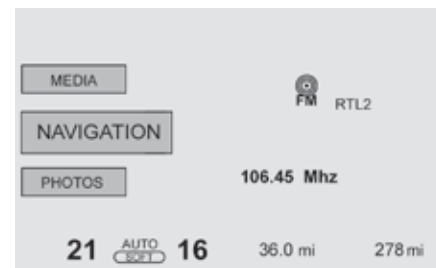 MEDIA
FM RTL2
NAVIGATION
PHOTOS
106.45 Mhz
21 AUTO SOFT 16 36.0 mi 278 mi